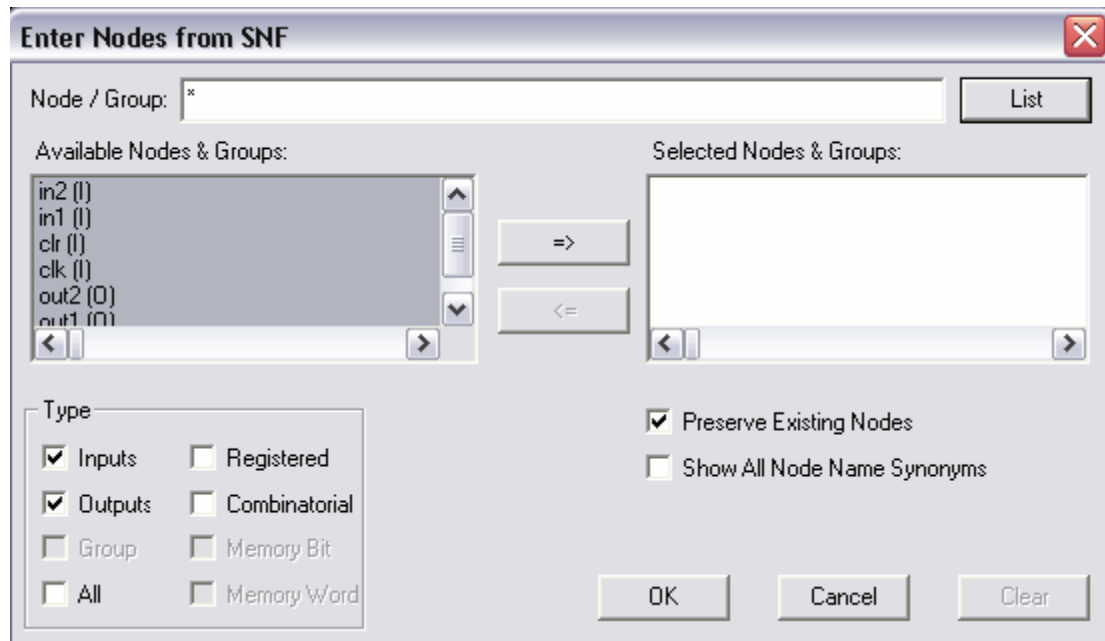 Enter Nodes from SNF
Node / Group: *
List
Available Nodes & Groups:
Selected Nodes & Groups:
in2 (I)
in1 (I)
clr (I)
clk (I)
out2 (O)
out1 (O)
=>
<=
Type
Inputs
Registered
Outputs
Combinatorial
Group
Memory Bit
All
Memory Word
Preserve Existing Nodes
Show All Node Name Synonyms
OK
Cancel
Clear